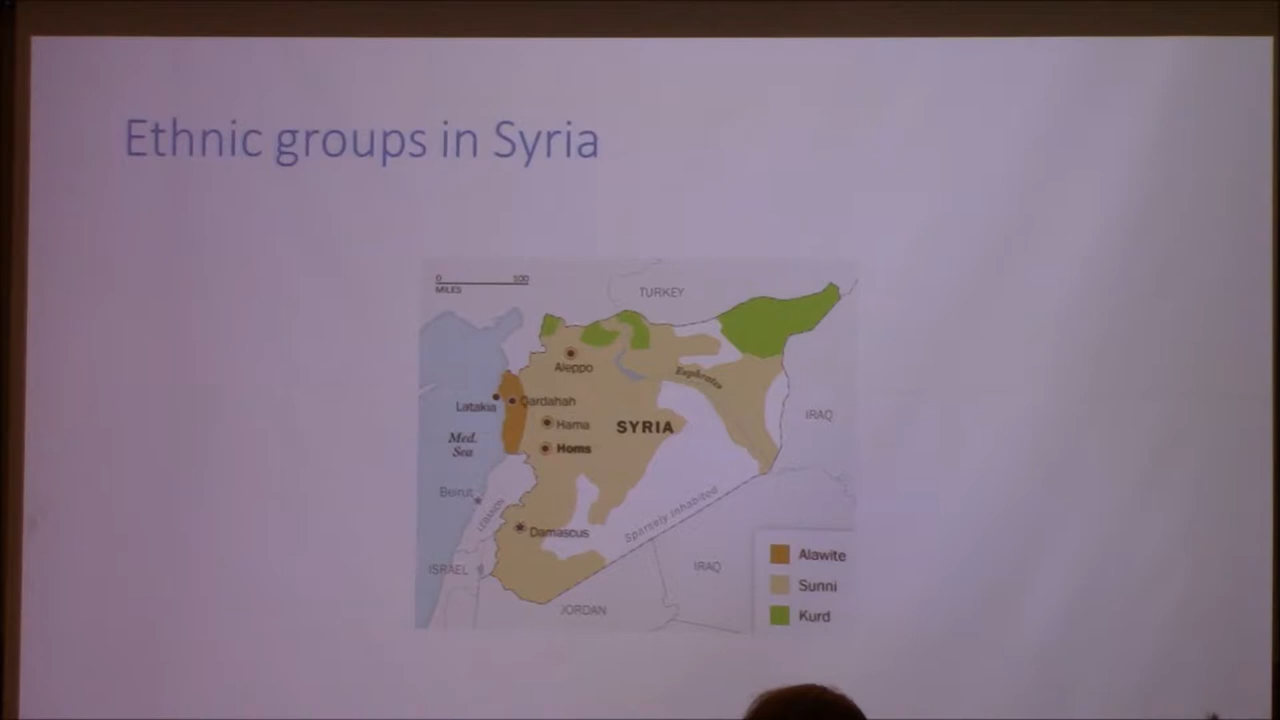 Ethnic groups in Syria
0 100
MILES
TURKEY
Aleppo
Euphrates
Latakia
Qardahah
IRAQ
Hama
SYRIA
Med.
Sea
Homs
Beirut
LEBANON
Sparsely inhabited
Damascus
ISRAEL
IRAQ
JORDAN
Alawite
Sunni
Kurd